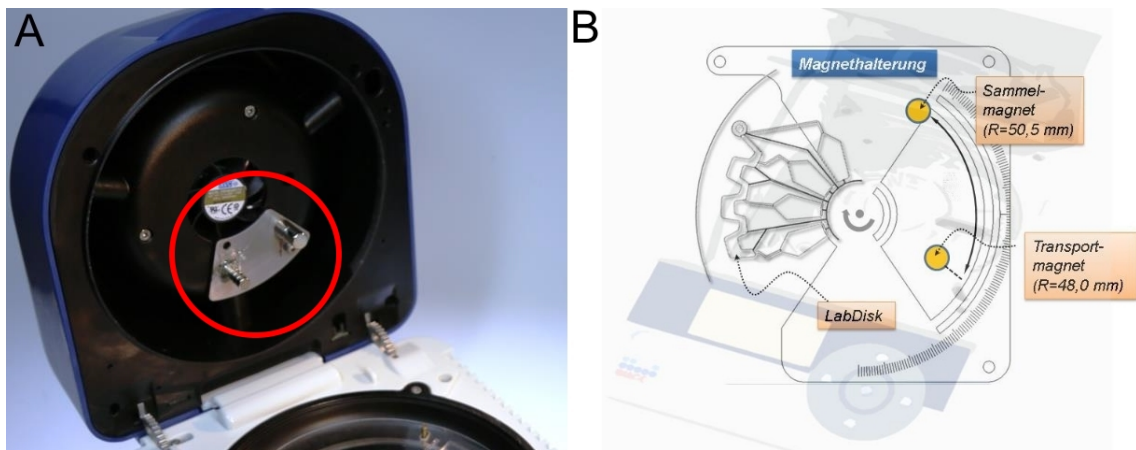 A
B
Magnethalterung
Sammel-
magnet
(R=50,5 mm)
Transport-
magnet
(R=48,0 mm)
LabDisk